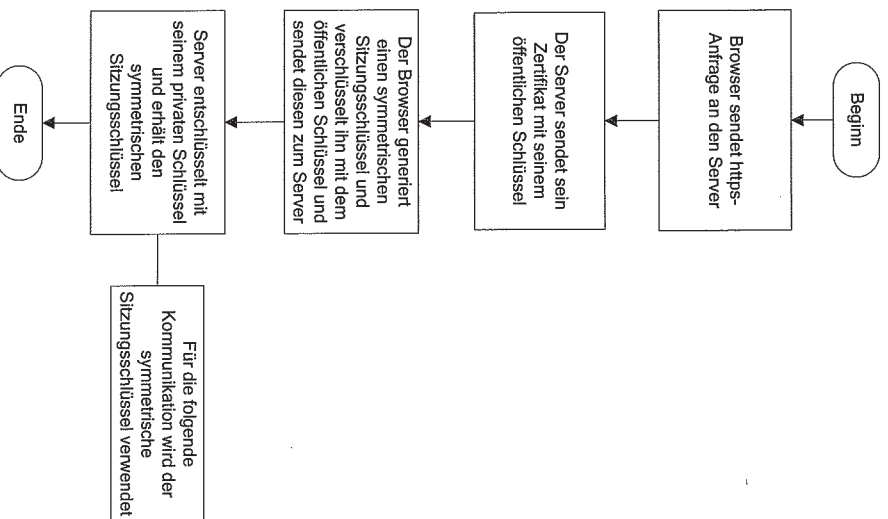 Beginn
Browser sendet https-
Anfrage an den Server
Der Server sendet sein
Zertifikat mit seinem
öffentlichen Schlüssel
Der Browser generiert
einen symmetrischen
Sitzungsschlüssel und
verschlüsselt ihn mit dem
öffentlichen Schlüssel und
sendet diesen zum Server
Server entschlüsselt mit
seinem privaten Schlüssel
und erhält den
symmetrischen
Sitzungsschlüssel
Für die folgende
Kommunikation wird der
symmetrische
Sitzungsschlüssel verwendet
Ende